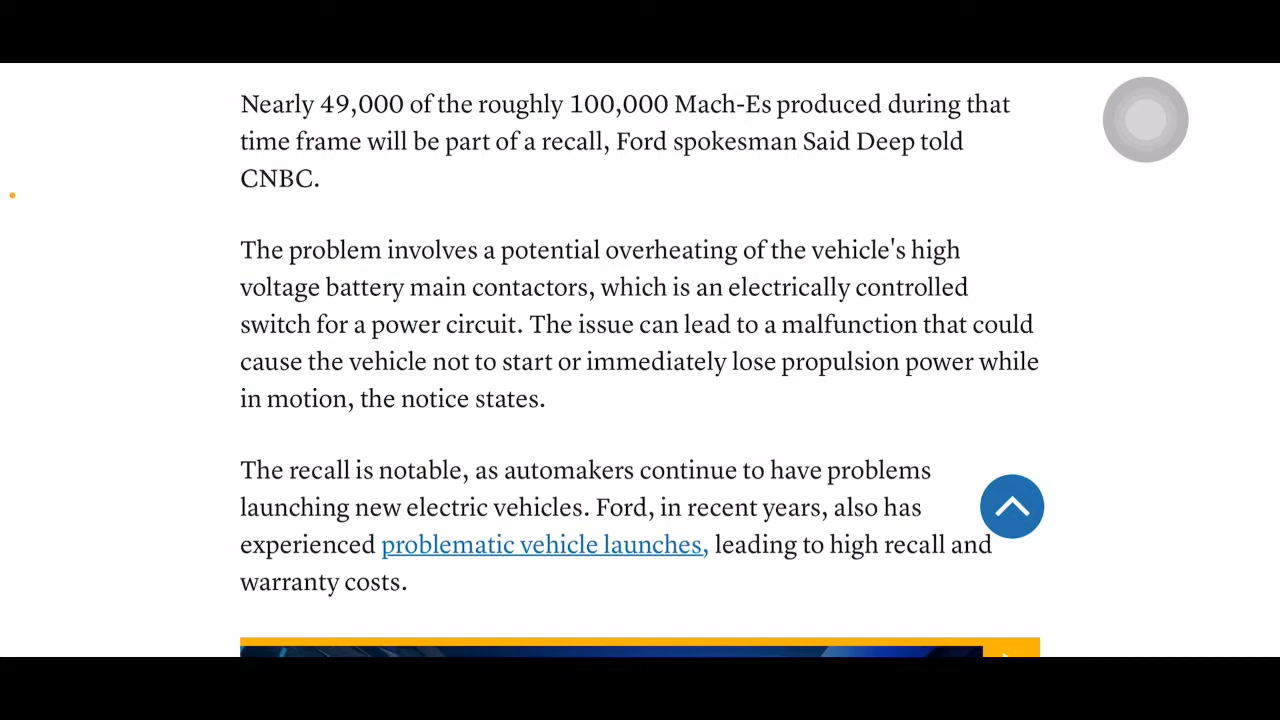 Nearly 49,000 of the roughly 100,000 Mach-Es produced during that
time frame will be part of a recall, Ford spokesman Said Deep told
CNBC.
The problem involves a potential overheating of the vehicle's high
voltage battery main contactors, which is an electrically controlled
switch for a power circuit. The issue can lead to a malfunction that could
cause the vehicle not to start or immediately lose propulsion power while
in motion, the notice states.
The recall is notable, as automakers continue to have problems
launching new electric vehicles. Ford, in recent years, also has
experienced problematic vehicle launches, leading to high recall and
warranty costs.